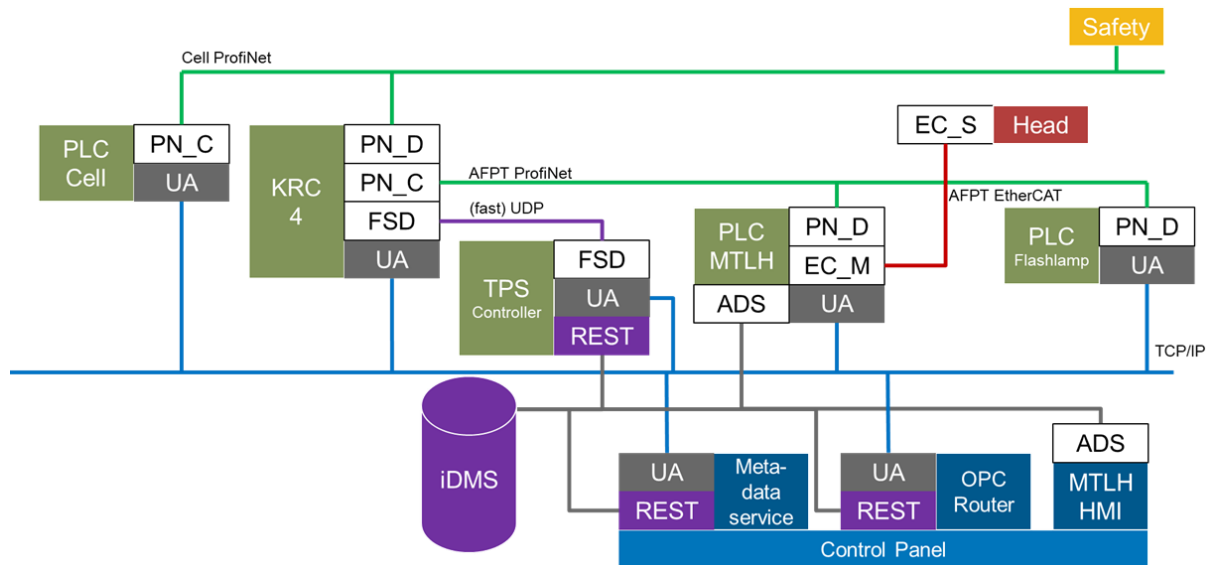 Safety
Cell ProfiNet
PLC
Cell
PN_C
UA
KRC
4
PN_D
PN_C
FSD
UA
AFPT ProfiNet
(fast) UDP
EC_S
Head
AFPT EtherCAT
TPS
Controller
FSD
UA
REST
PLC
MTLH
PN_D
EC_M
ADS
UA
PLC
Flashlamp
PN_D
UA
TCP/IP
iDMS
UA
REST
Meta-
data
service
UA
REST
OPC
Router
ADS
MTLH
HMI
Control Panel